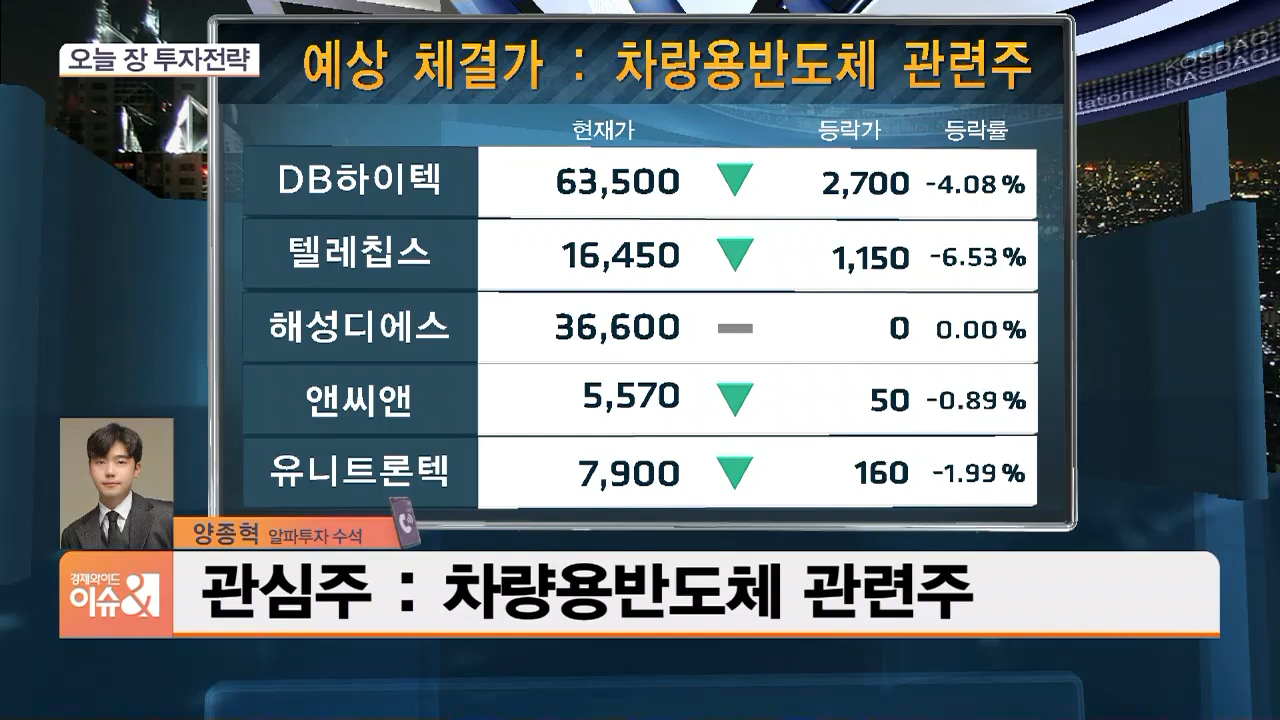 오늘 장 투자전략
예상 체결가 : 차랑용반도체 관련주
KOSDAQ
NASDAQ
현재가 등락가 등락률
DB하이텍 63,500 ▼ 2,700 -4.08%
텔레칩스 16,450 ▼ 1,150 -6.53%
해성디에스 36,600 0 0.00%
앤씨앤 5,570 ▼ 50 -0.89%
유니트론텍 7,900 ▼ 160 -1.99%
양종혁 알파투자 수석
경제와이드
이슈&
관심주 : 차량용반도체 관련주